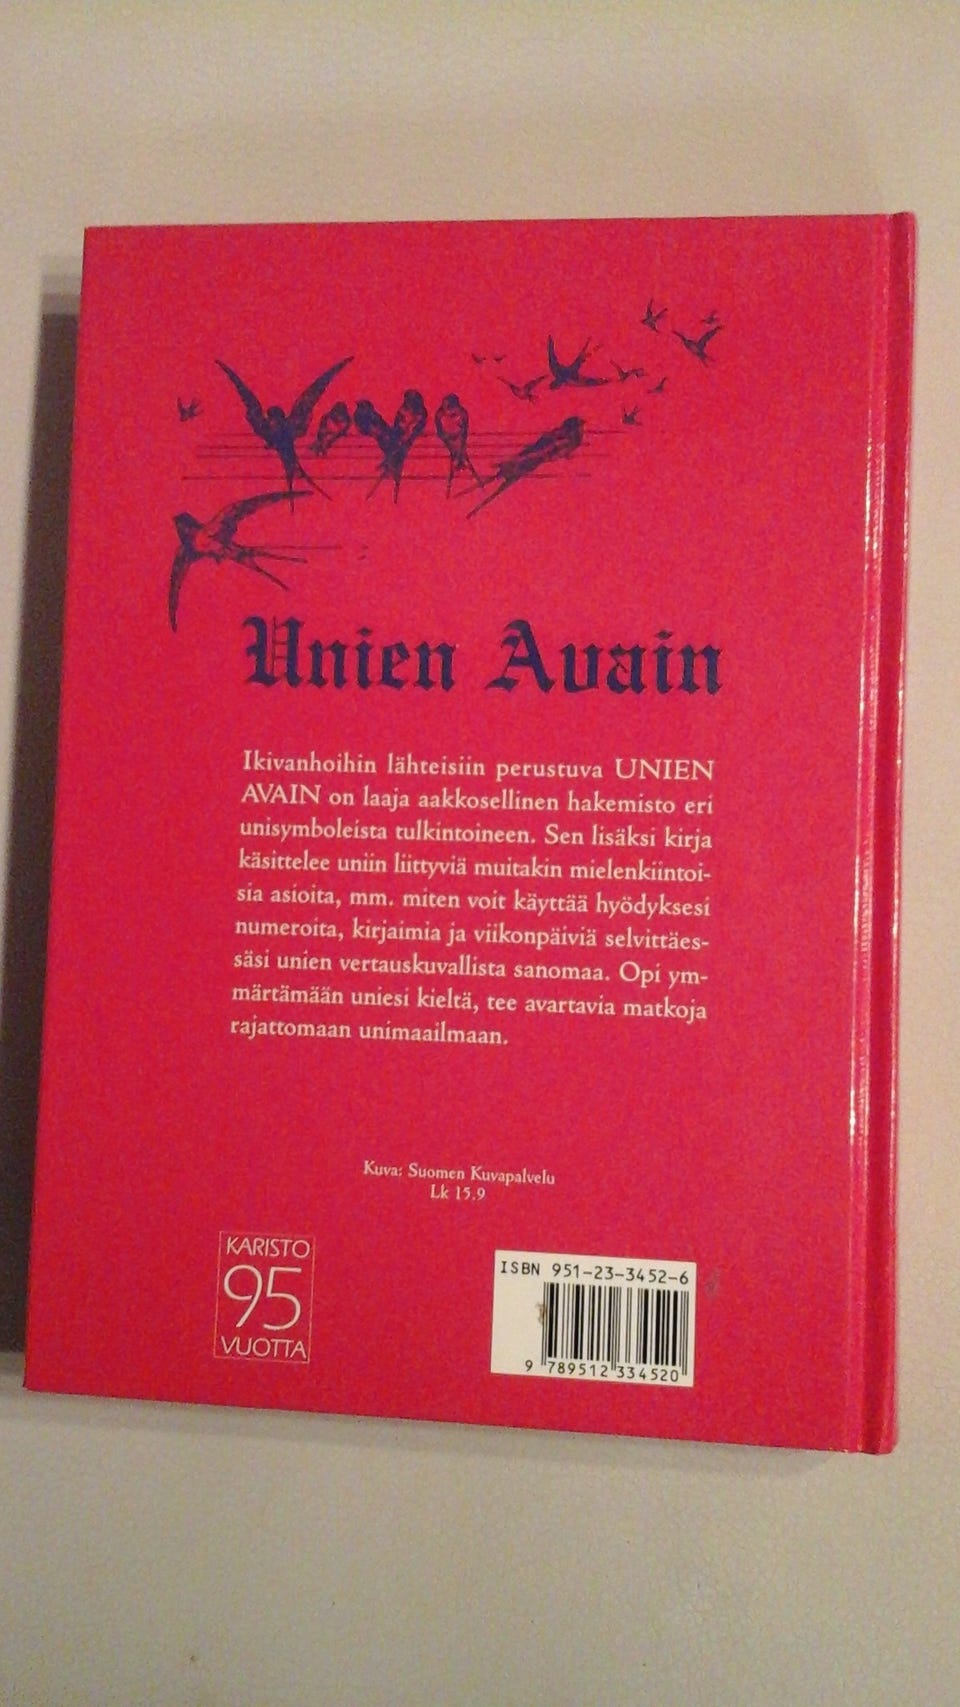 Unien Avain
Ikivanhoihin lähteisiin perustuva UNIEN
AVAIN on laaja aakkosellinen hakemisto eri
unisymboleista tulkintoineen. Sen lisäksi kirja
käsittelee uniin liittyviä muitakin mielenkiintoi-
sia asioita, mm. miten voit käyttää hyödyksesi
numeroita, kirjaimia ja viikonpäiviä selvittäes-
säsi unien vertauskuvallista sanomaa. Opi ym-
märtämään uniesi kieltä, tee avartavia matkoja
rajattomaan unimaailmaan.
Kuva: Suomen Kuvapalvelu
Lk 15.9
KARISTO
95
VUOTTA
ISBN 951-23-3452-6
9 789512 334520